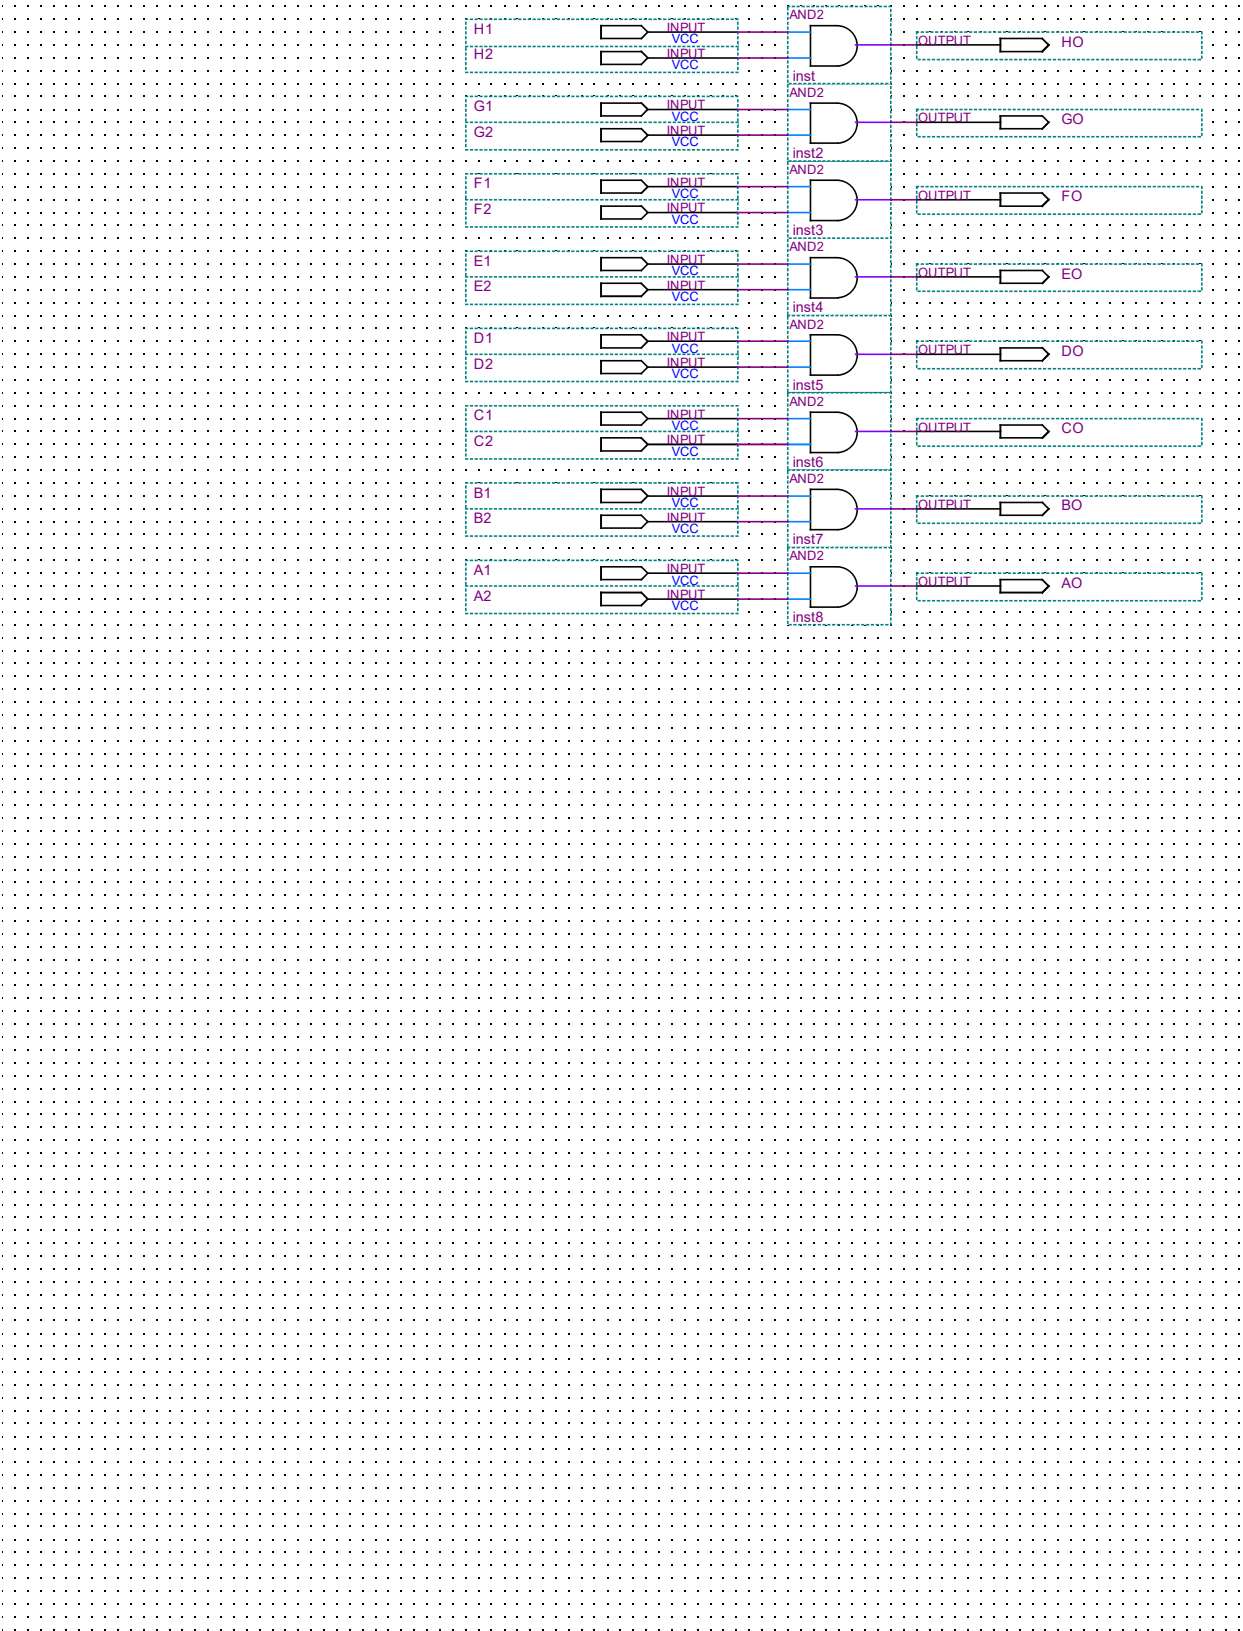 AND2
H1 INPUT HO
VCC OUTPUT
H2 INPUT
VCC
inst
AND2
G1 INPUT GO
VCC OUTPUT
G2 INPUT
VCC
inst2
AND2
F1 INPUT FO
VCC OUTPUT
F2 INPUT
VCC
inst3
AND2
E1 INPUT EO
VCC OUTPUT
E2 INPUT
VCC
inst4
AND2
D1 INPUT DO
VCC OUTPUT
D2 INPUT
VCC
inst5
AND2
C1 INPUT CO
VCC OUTPUT
C2 INPUT
VCC
inst6
AND2
B1 INPUT BO
VCC OUTPUT
B2 INPUT
VCC
inst7
AND2
A1 INPUT AO
VCC OUTPUT
A2 INPUT
VCC
inst8